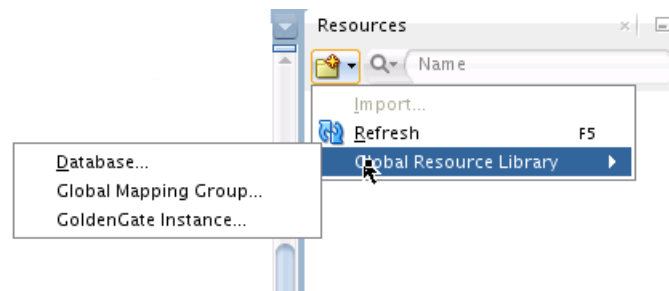 Resources
Name
Import...
Refresh F5
Global Resource Library
Database...
Global Mapping Group...
GoldenGate Instance...